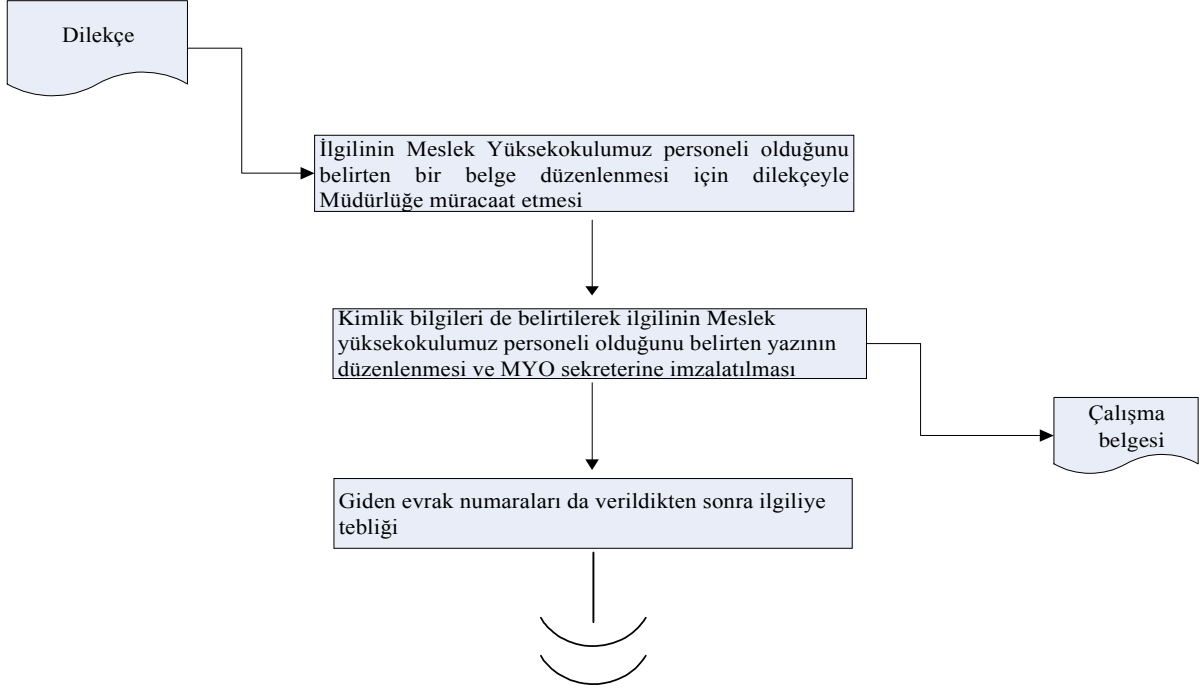 Dilekçe
İlgilinin Meslek Yüksekokulumuz personeli olduğunu
belirten bir belge düzenlenmesi için dilekçeyle
Müdürlüğe müracaat etmesi
Kimlik bilgileri de belirtilerek ilgilinin Meslek
yüksekokulumuz personeli olduğunu belirten yazının
düzenlenmesi ve MYO sekreterine imzalatılması
Çalışma
belgesi
Giden evrak numaraları da verildikten sonra ilgiliye
tebliği